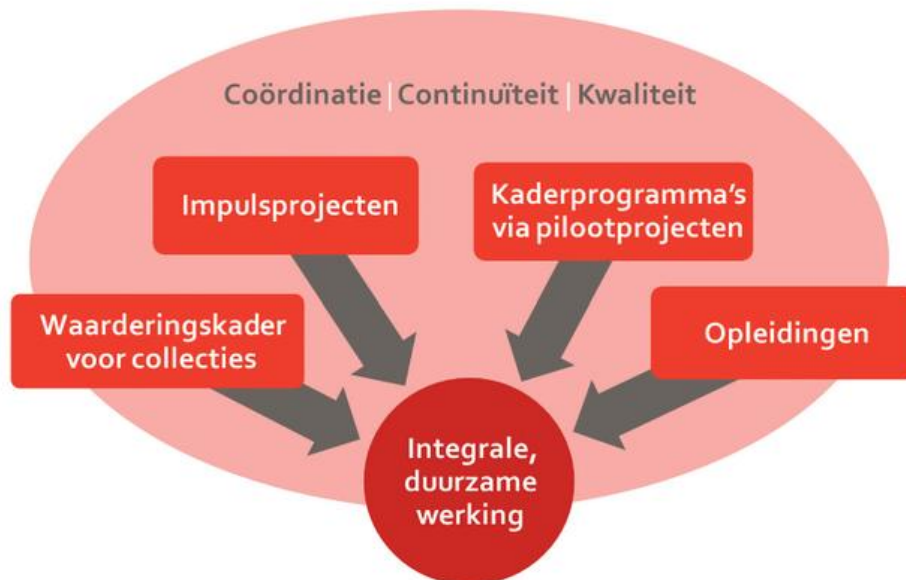 Coördinatie | Continuïteit | Kwaliteit
Impulsprojecten
Kaderprogramma's
via pilootprojecten
Waarderingskader
voor collecties
Opleidingen
Integrale,
duurzame
werking